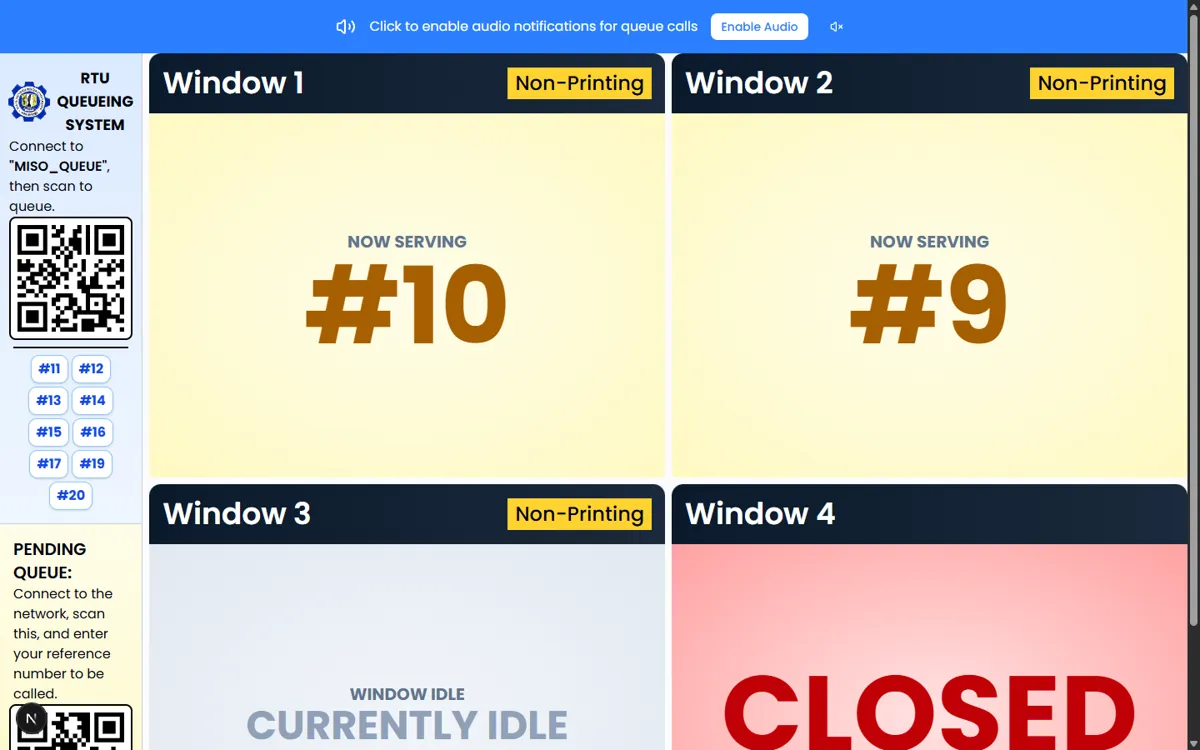 Click to enable audio notifications for queue calls
Enable Audio
RTU
QUEUEING
SYSTEM
Connect to
"MISO_QUEUE",
then scan to
queue.
#11 #12
#13 #14
#15 #16
#17 #19
#20
PENDING
QUEUE:
Connect to the
network, scan
this, and enter
your reference
number to be
called.
N
Window 1
Non-Printing
NOW SERVING
#10
Window 2
Non-Printing
NOW SERVING
#9
Window 3
Non-Printing
WINDOW IDLE
CURRENTLY IDLE
Window 4
CLOSED